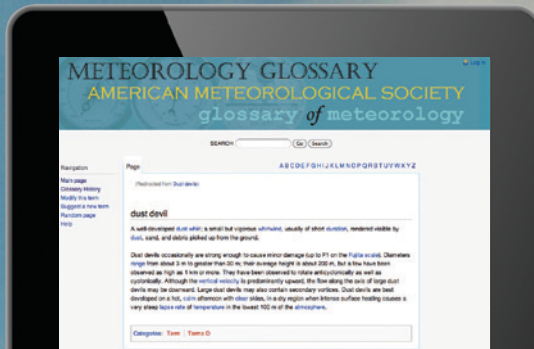 METEOROLOGY GLOSSARY
Log in
AMERICAN METEOROLOGICAL SOCIETY
glossary of meteorology
SEARCH Go Search
Navigation
Main page
Glossary History
Modify this term
Suggest a new term
Random page
Help
Page
A B C D E F G H I J K L M N O P Q R S T U V W X Y Z
(Redirected from Dust devils)
dust devil
A well-developed dust whirl; a small but vigorous whirlwind, usually of short duration, rendered visible by
dust, sand, and debris picked up from the ground.
Dust devils occasionally are strong enough to cause minor damage (up to F1 on the Fujita scale). Diameters
range from about 3 m to greater than 30 m; their average height is about 200 m, but a few have been
observed as high as 1 km or more. They have been observed to rotate anticyclonically as well as
cyclonically. Although the vertical velocity is predominantly upward, the flow along the axis of large dust
devils may be downward. Large dust devils may also contain secondary vortices. Dust devils are best
developed on a hot, calm afternoon with clear skies, in a dry region when intense surface heating causes a
very steep lapse rate of temperature in the lowest 100 m of the atmosphere.
Categories: Term | Terms D